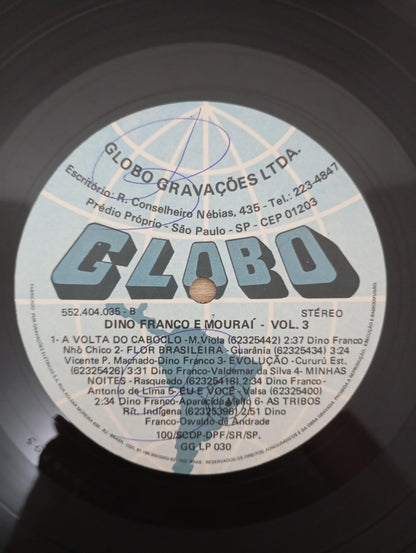 GLOBO GRAVAÇÕES LTDA.
Escritório: R. Conselheiro Nébias, 435 - Tel.: 223-4847
Prédio Próprio - São Paulo - SP - CEP 01203
GLOBO
552.404.035 - B
ESTÉREO
DINO FRANCO E MOURAÍ - VOL. 3
1- A VOLTA DO CABOCLO - M. Viola (62325442) 2:37 Dino Franco-
Nhô Chico 2- FLOR BRASILEIRA - Guarânia (62325434) 3:24
Vicente P. Machado-Dino Franco 3- EVOLUÇÃO - Cururú Est.
(62325426) 3:31 Dino Franco-Valdemar da Silva 4- MINHAS
NOITES - Rasqueado (62325418) 2:34 Dino Franco-
Antonio de Lima 5- EU E VOCÊ - Valsa (62325400)
2:34 Dino Franco-Aparecida Mello 6- AS TRIBOS
Rít. Indígena (62325396) 2:51 Dino
Franco-Osvaldo de Andrade
100/SCDP-DPF/SR/SP.
GG LP 030